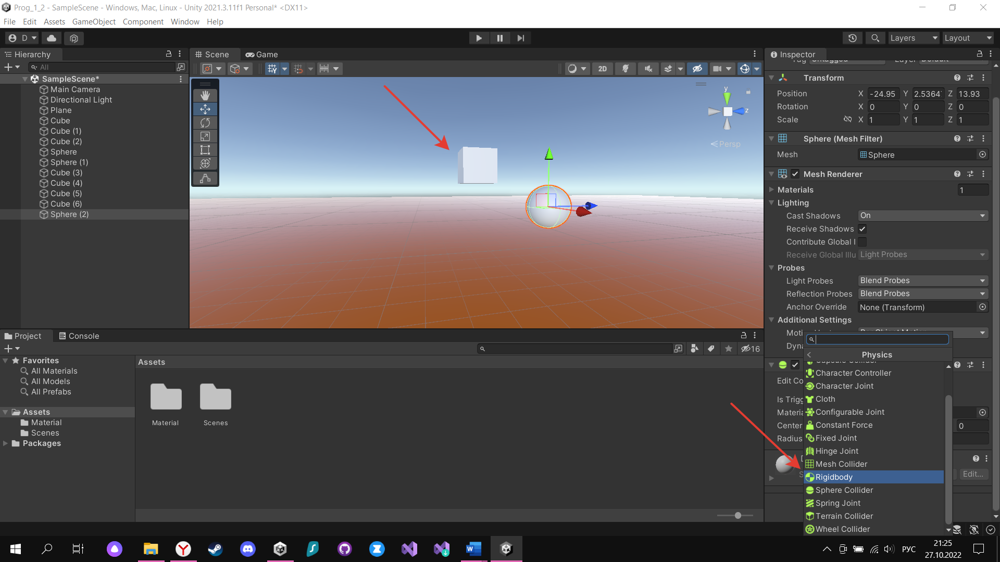 Prog_1_2 - SampleScene - Windows, Mac, Linux - Unity 2021.3.11f1 Personal* <DX11>
File Edit Assets GameObject Component Window Help
D
Layers
Layout
Hierarchy
All
SampleScene*
Main Camera
Directional Light
Plane
Cube
Cube (1)
Cube (2)
Sphere
Sphere (1)
Cube (3)
Cube (4)
Cube (5)
Cube (6)
Sphere (2)
Scene
Game
2D
y
z
Persp
Inspector
Tag Untagged Layer Default
Transform
Position X -24.95 Y 2.5364 Z 13.93
Rotation X 0 Y 0 Z 0
Scale X 1 Y 1 Z 1
Sphere (Mesh Filter)
Mesh Sphere
Mesh Renderer
Materials 1
Lighting
Cast Shadows On
Receive Shadows
Contribute Global I
Receive Global Illu Light Probes
Probes
Light Probes Blend Probes
Reflection Probes Blend Probes
Anchor Override None (Transform)
Additional Settings
Moti
Dyna
Edit Co
Is Trigg
Materia
Center 0
Radius
Edit...
Physics
Capsule Collider
Character Controller
Character Joint
Cloth
Configurable Joint
Constant Force
Fixed Joint
Hinge Joint
Mesh Collider
Rigidbody
Sphere Collider
Spring Joint
Terrain Collider
Wheel Collider
Project
Console
16
Favorites
All Materials
All Models
All Prefabs
Assets
Material
Scenes
Packages
Assets
Material
Scenes
РУС
21:25
27.10.2022